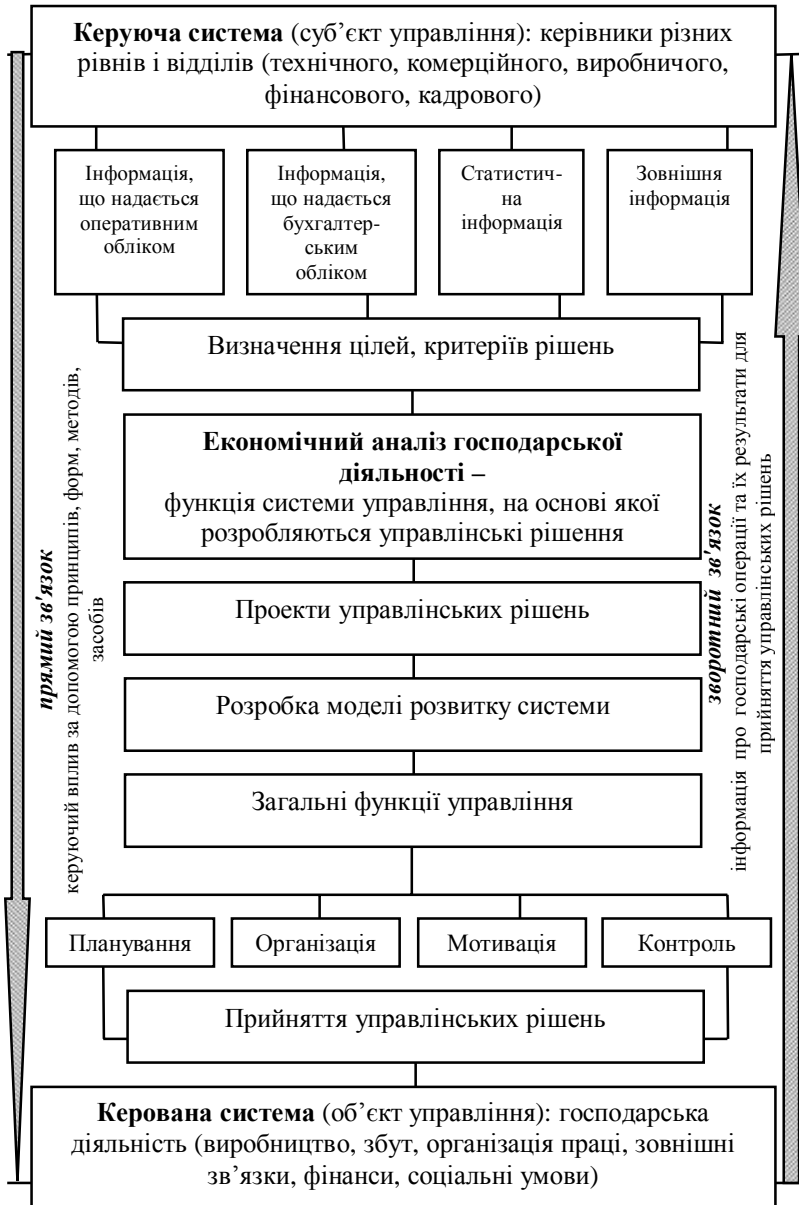 Керуюча система (суб’єкт управління): керівники різних
рівнів і відділів (технічного, комерційного, виробничого,
фінансового, кадрового)
Інформація,
що надається
оперативним
обліком
Інформація,
що надається
бухгалтер-
ським
обліком
Статистич-
на
інформація
Зовнішня
інформація
Визначення цілей, критеріїв рішень
Економічний аналіз господарської
діяльності –
функція системи управління, на основі якої
розробляються управлінські рішення
Проекти управлінських рішень
Розробка моделі розвитку системи
Загальні функції управління
прямий зв'язок
керуючий вплив за допомогою принципів, форм, методів,
засобів
зворотний зв'язок
інформація про господарські операції та їх результати для
прийняття управлінських рішень
Планування
Організація
Мотивація
Контроль
Прийняття управлінських рішень
Керована система (об’єкт управління): господарська
діяльність (виробництво, збут, організація праці, зовнішні
зв’язки, фінанси, соціальні умови)